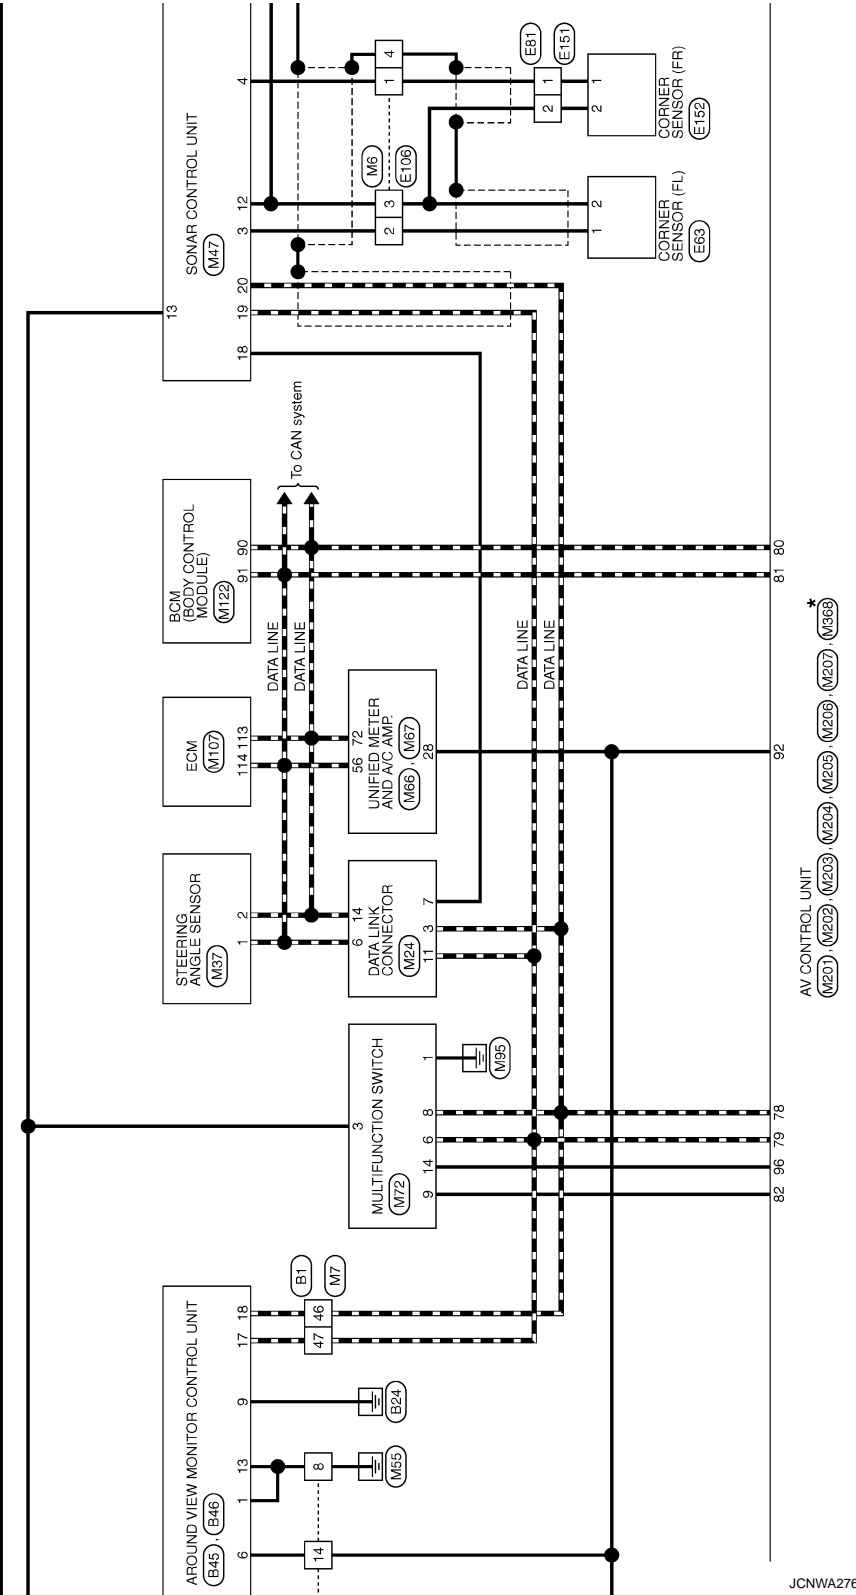 AROUND VIEW MONITOR CONTROL UNIT
B45 , B46
6
1
13
9
17
18
14
8
M55
B24
47
46
B1
M7
MULTIFUNCTION SWITCH
M72
3
9
14
6
8
1
M95
82
96
79
78
STEERING
ANGLE SENSOR
M37
1
2
DATA LINK
CONNECTOR
M24
6
14
11
3
7
ECM
M107
114
113
UNIFIED METER
AND A/C AMP.
M66 , M67
56
72
28
92
BCM
(BODY CONTROL
MODULE)
M122
91
90
DATA LINE
DATA LINE
To CAN system
DATA LINE
DATA LINE
81
80
AV CONTROL UNIT
M201 , M202 , M203 , M204 , M205 , M206 , M207 , M368 *
SONAR CONTROL UNIT
M47
13
18
19
20
3
12
4
M6
E106
2
3
1
4
E81
E151
2
1
CORNER
SENSOR (FL)
E63
1
2
CORNER
SENSOR (FR)
E152
2
1